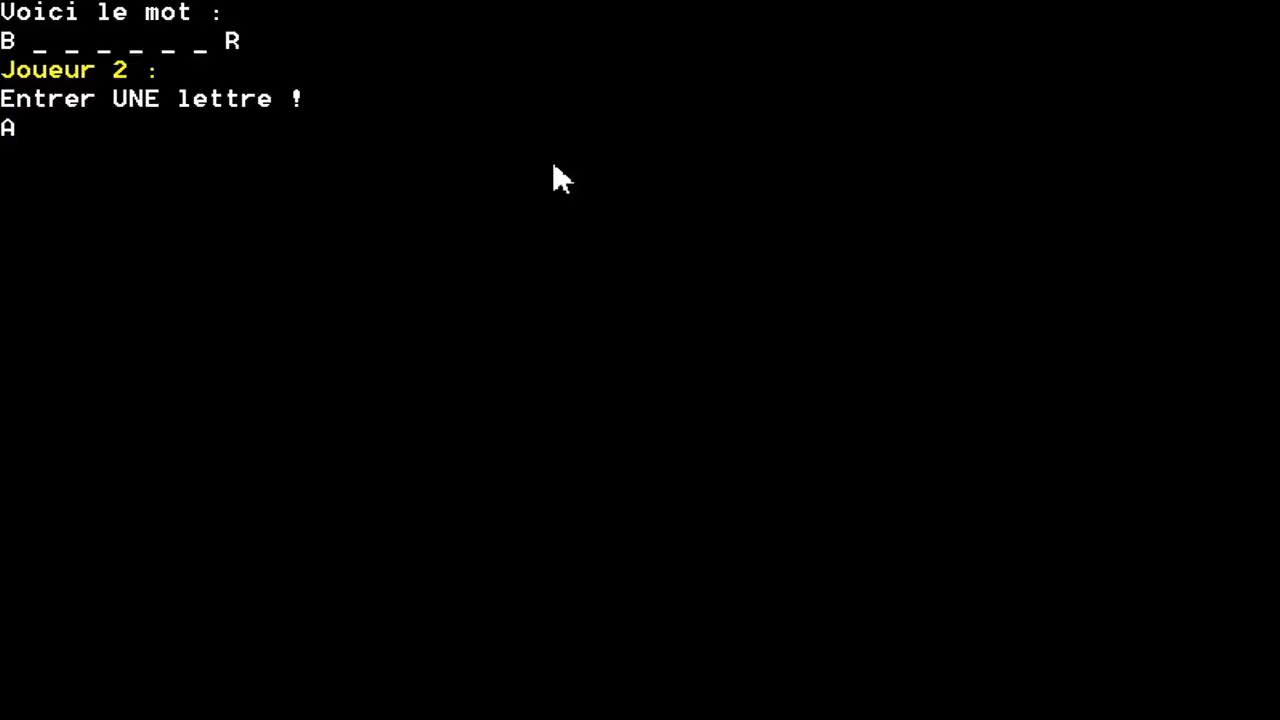 Voici le mot :
B _ _ _ _ _ _ R
Joueur 2 :
Entrer UNE lettre !
A